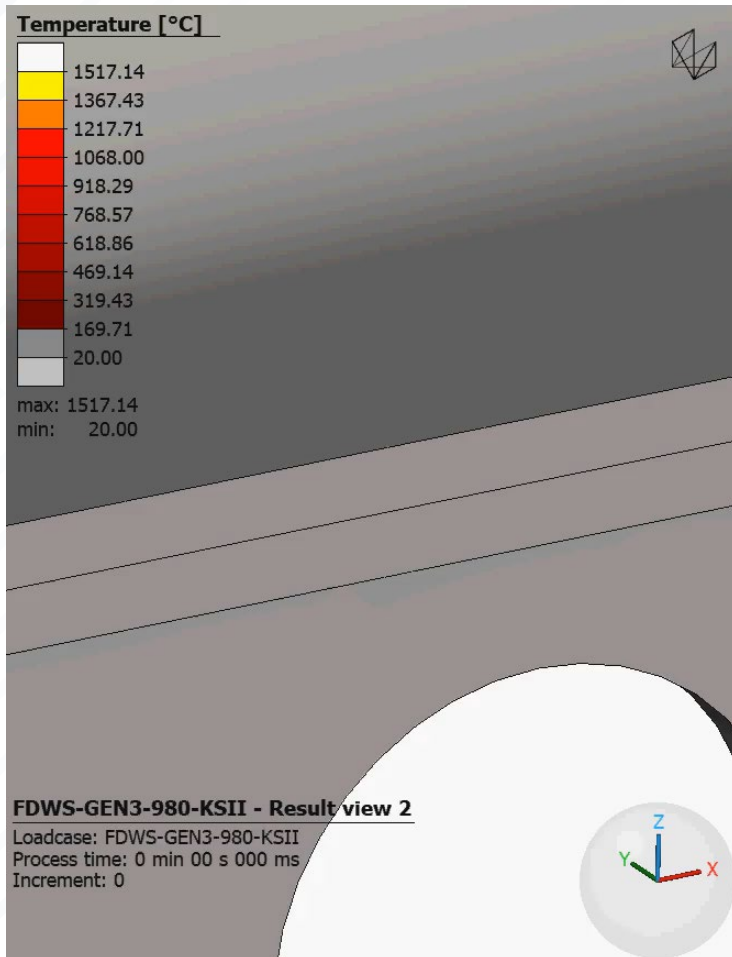 Temperature [°C]
1517.14
1367.43
1217.71
1068.00
918.29
768.57
618.86
469.14
319.43
169.71
20.00
max: 1517.14
min: 20.00
FDWS-GEN3-980-KSII - Result view 2
Loadcase: FDWS-GEN3-980-KSII
Process time: 0 min 00 s 000 ms
Increment: 0
Z
Y
X